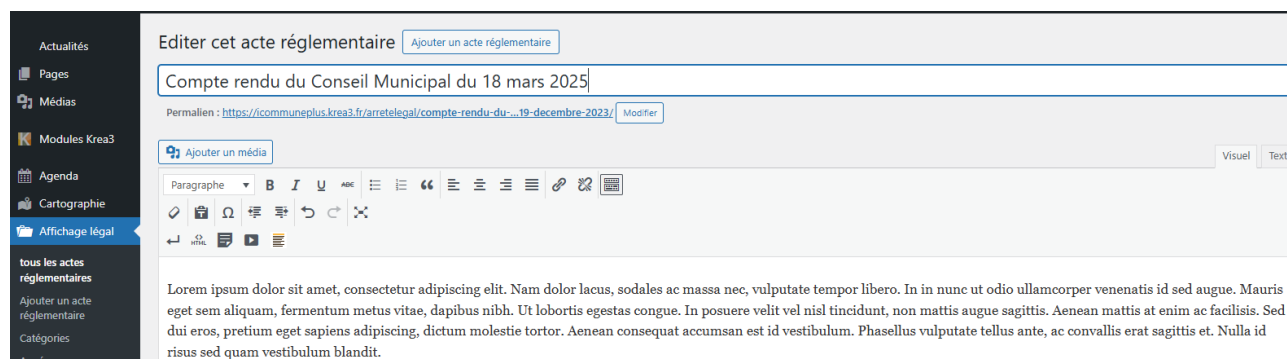 Actualités
Pages
Médias
Modules Krea3
Agenda
Cartographie
Affichage légal
tous les actes
réglementaires
Ajouter un acte
réglementaire
Catégories
Editer cet acte réglementaire
Ajouter un acte réglementaire
Compte rendu du Conseil Municipal du 18 mars 2025
Permalien : https://icommuneplus.krea3.fr/arretelegal/compte-rendu-du-...19-decembre-2023/ Modifier
Ajouter un média
Visuel Text
Paragraphe B I U ABC
HTML
Lorem ipsum dolor sit amet, consectetur adipiscing elit. Nam dolor lacus, sodales ac massa nec, vulputate tempor libero. In in nunc ut odio ullamcorper venenatis id sed augue. Mauris
eget sem aliquam, fermentum metus vitae, dapibus nibh. Ut lobortis egestas congue. In posuere velit vel nisl tincidunt, non mattis augue sagittis. Aenean mattis at enim ac facilisis. Sed
dui eros, pretium eget sapiens adipiscing, dictum molestie tortor. Aenean consequat accumsan est id vestibulum. Phasellus vulputate tellus ante, ac convallis erat sagittis et. Nulla id
risus sed quam vestibulum blandit.